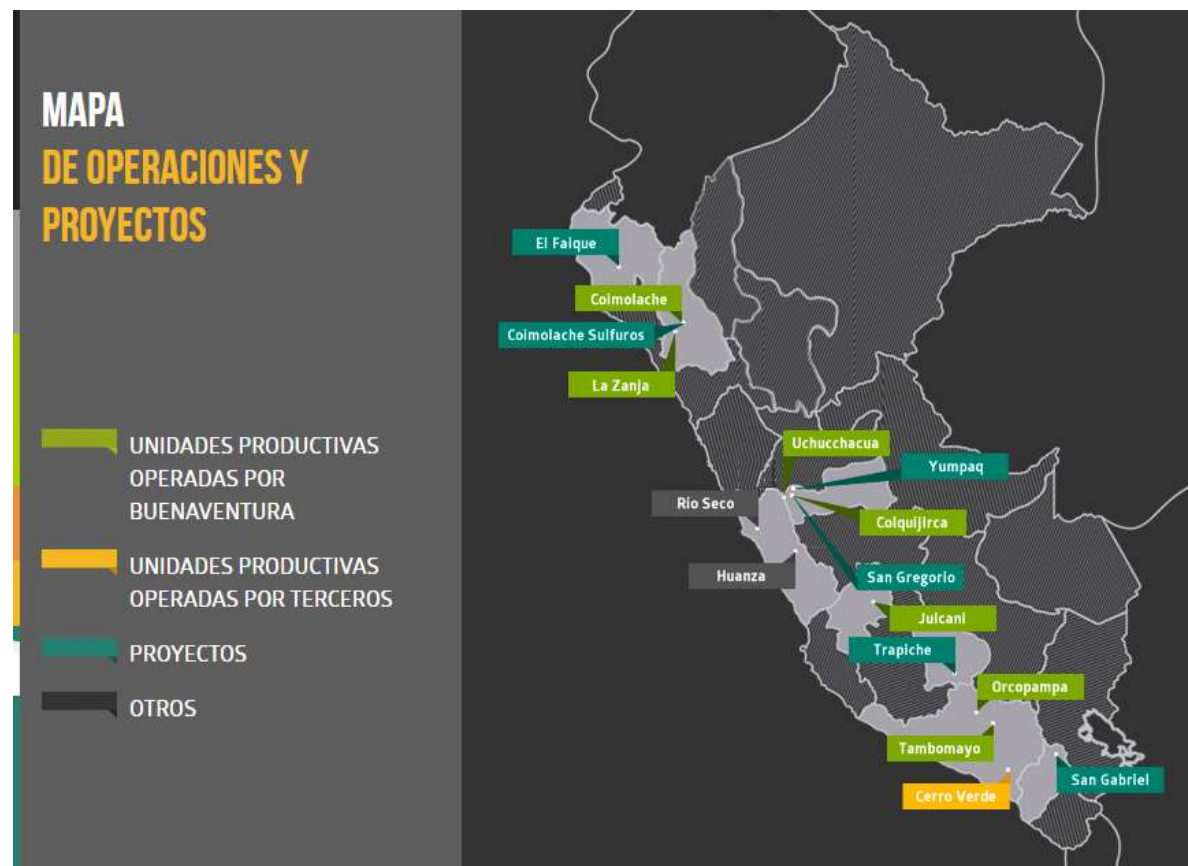 MAPA
DE OPERACIONES Y
PROYECTOS
UNIDADES PRODUCTIVAS
OPERADAS POR
BUENAVENTURA
UNIDADES PRODUCTIVAS
OPERADAS POR TERCEROS
PROYECTOS
OTROS
El Faique
Coimolache
Coimolache Sulfuros
La Zanja
Uchucchacua
Yumpaq
Río Seco
Colquijirca
Huanza
San Gregorio
Julcani
Trapiche
Orcopampa
Tambomayo
San Gabriel
Cerro Verde